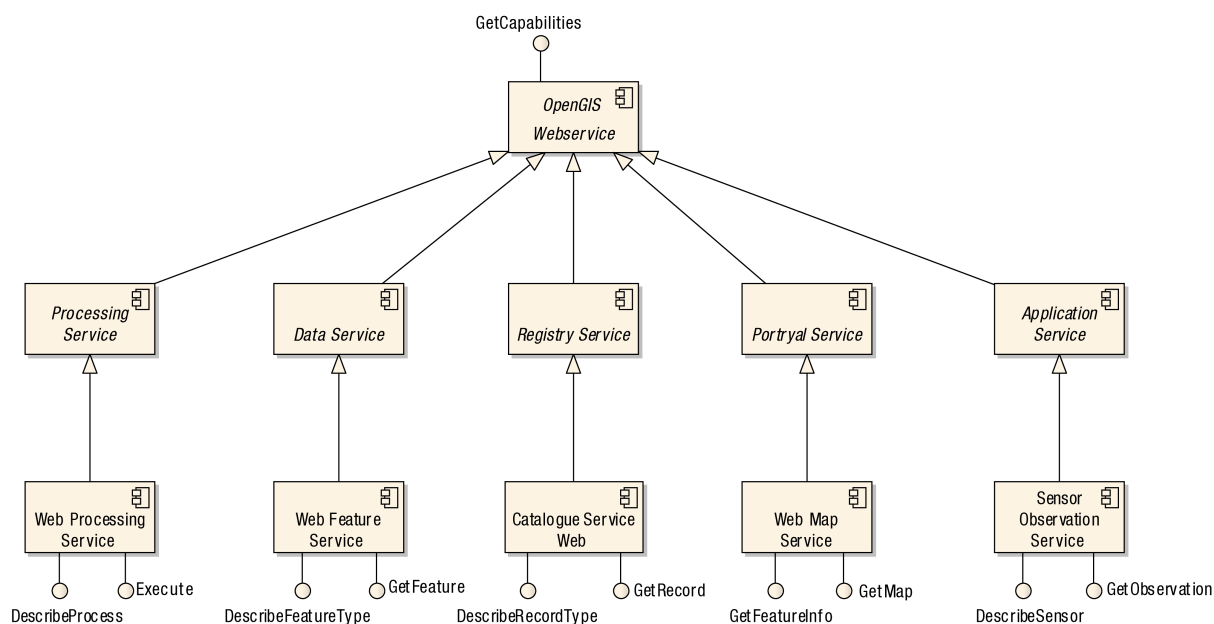 GetCapabilities
OpenGIS
Webservice
Processing
Service
Data Service
Registry Service
Portryal Service
Application
Service
Web Processing
Service
Web Feature
Service
Catalogue Service
Web
Web Map
Service
Sensor
Observation
Service
DescribeProcess
Execute
DescribeFeatureType
GetFeature
DescribeRecordType
GetRecord
GetFeatureInfo
GetMap
DescribeSensor
GetObservation